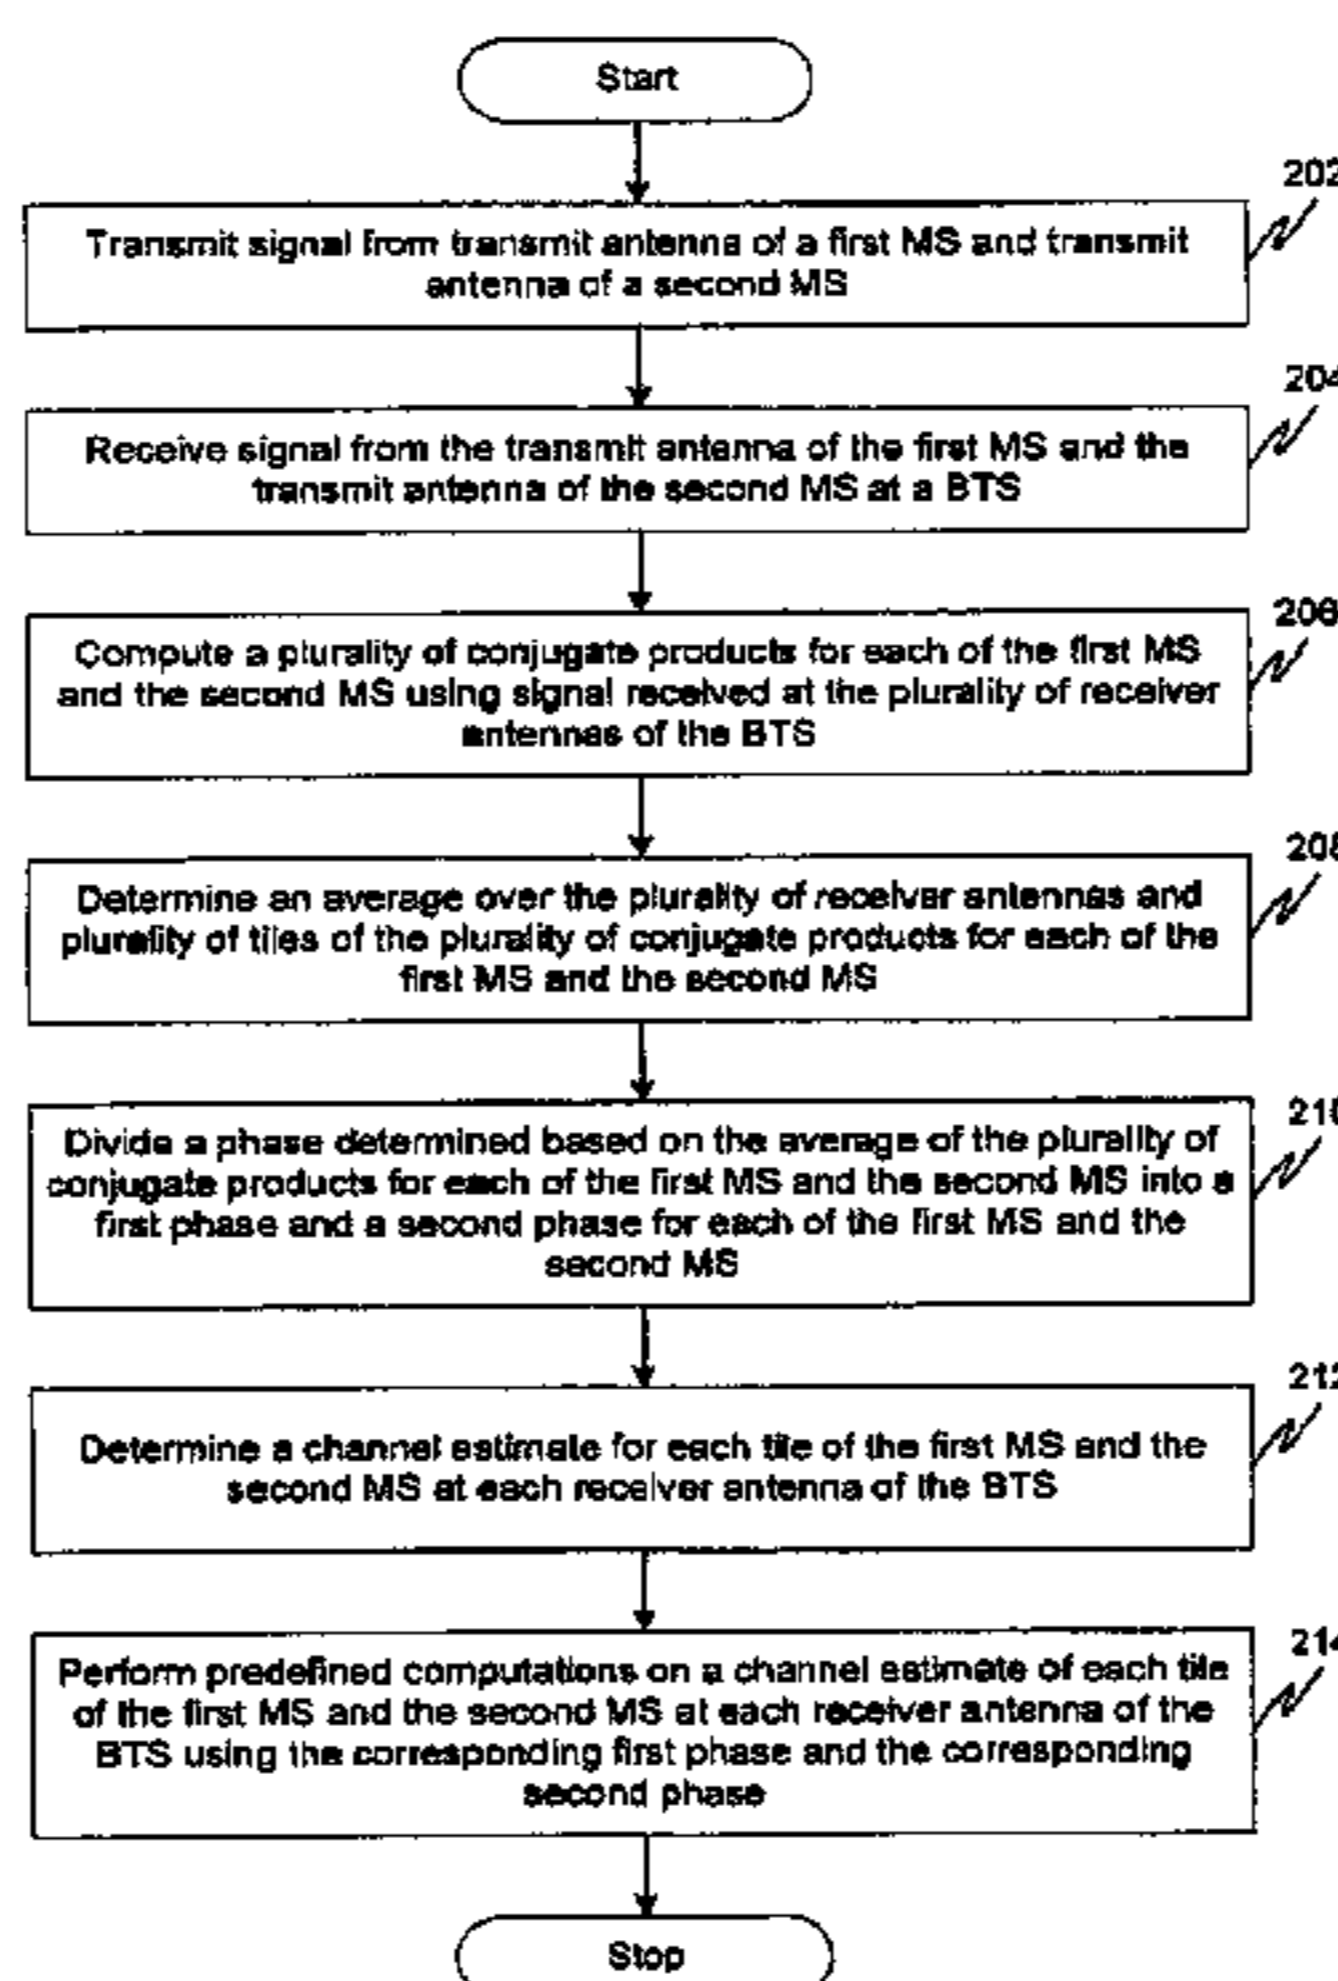 Start
202
Transmit signal from transmit antenna of a first MS and transmit
antenna of a second MS
204
Receive signal from the transmit antenna of the first MS and the
transmit antenna of the second MS at a BTS
206
Compute a plurality of conjugate products for each of the first MS
and the second MS using signal received at the plurality of receiver
antennas of the BTS
208
Determine an average over the plurality of receiver antennas and
plurality of tiles of the plurality of conjugate products for each of the
first MS and the second MS
210
Divide a phase determined based on the average of the plurality of
conjugate products for each of the first MS and the second MS into a
first phase and a second phase for each of the first MS and the
second MS
212
Determine a channel estimate for each tile of the first MS and the
second MS at each receiver antenna of the BTS
214
Perform predefined computations on a channel estimate of each tile
of the first MS and the second MS at each receiver antenna of the
BTS using the corresponding first phase and the corresponding
second phase
Stop